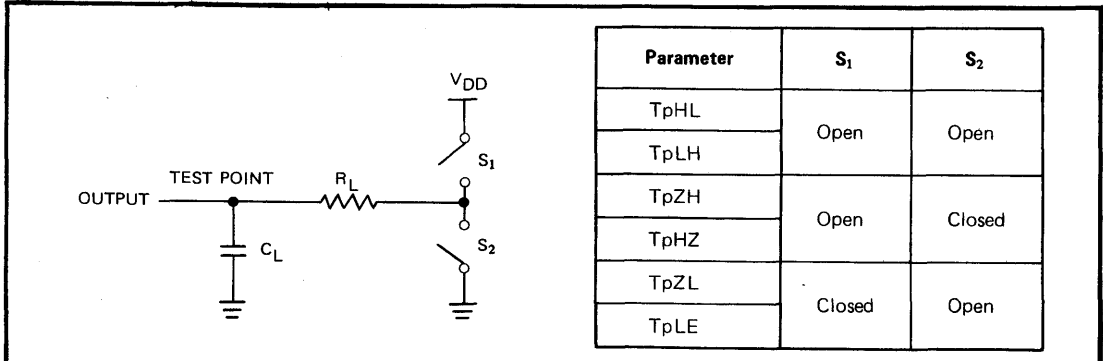 V_DD
S₁
TEST POINT
R_L
OUTPUT
C_L
S₂
Parameter S₁ S₂
TpHL
Open Open
TpLH
TpZH
Open Closed
TpHZ
TpZL
Closed Open
TpLE